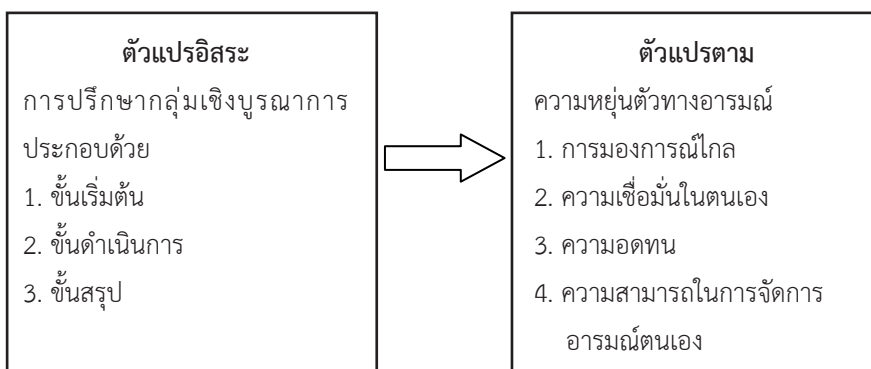 ตัวแปรอิสระ
การปรึกษากลุ่มเชิงบูรณาการ
ประกอบด้วย
1. ขั้นเริ่มต้น
2. ขั้นดำเนินการ
3. ขั้นสรุป
ตัวแปรตาม
ความหยุ่นตัวทางอารมณ์
1. การมองการณ์ไกล
2. ความเชื่อมั่นในตนเอง
3. ความอดทน
4. ความสามารถในการจัดการ
อารมณ์ตนเอง